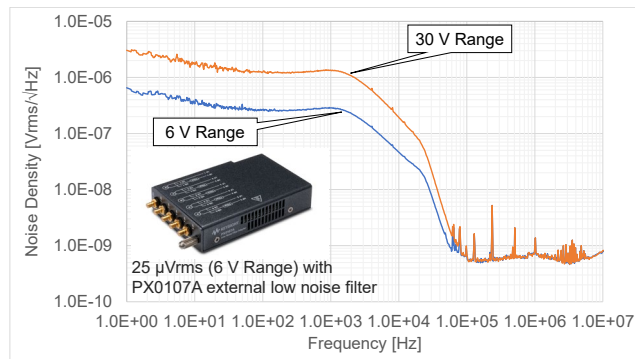 1.0E-05
1.0E-06
1.0E-07
1.0E-08
1.0E-09
1.0E-10
Noise Density [Vrms/√Hz]
30 V Range
6 V Range
25 µVrms (6 V Range) with
PX0107A external low noise filter
1.0E+00 1.0E+01 1.0E+02 1.0E+03 1.0E+04 1.0E+05 1.0E+06 1.0E+07
Frequency [Hz]